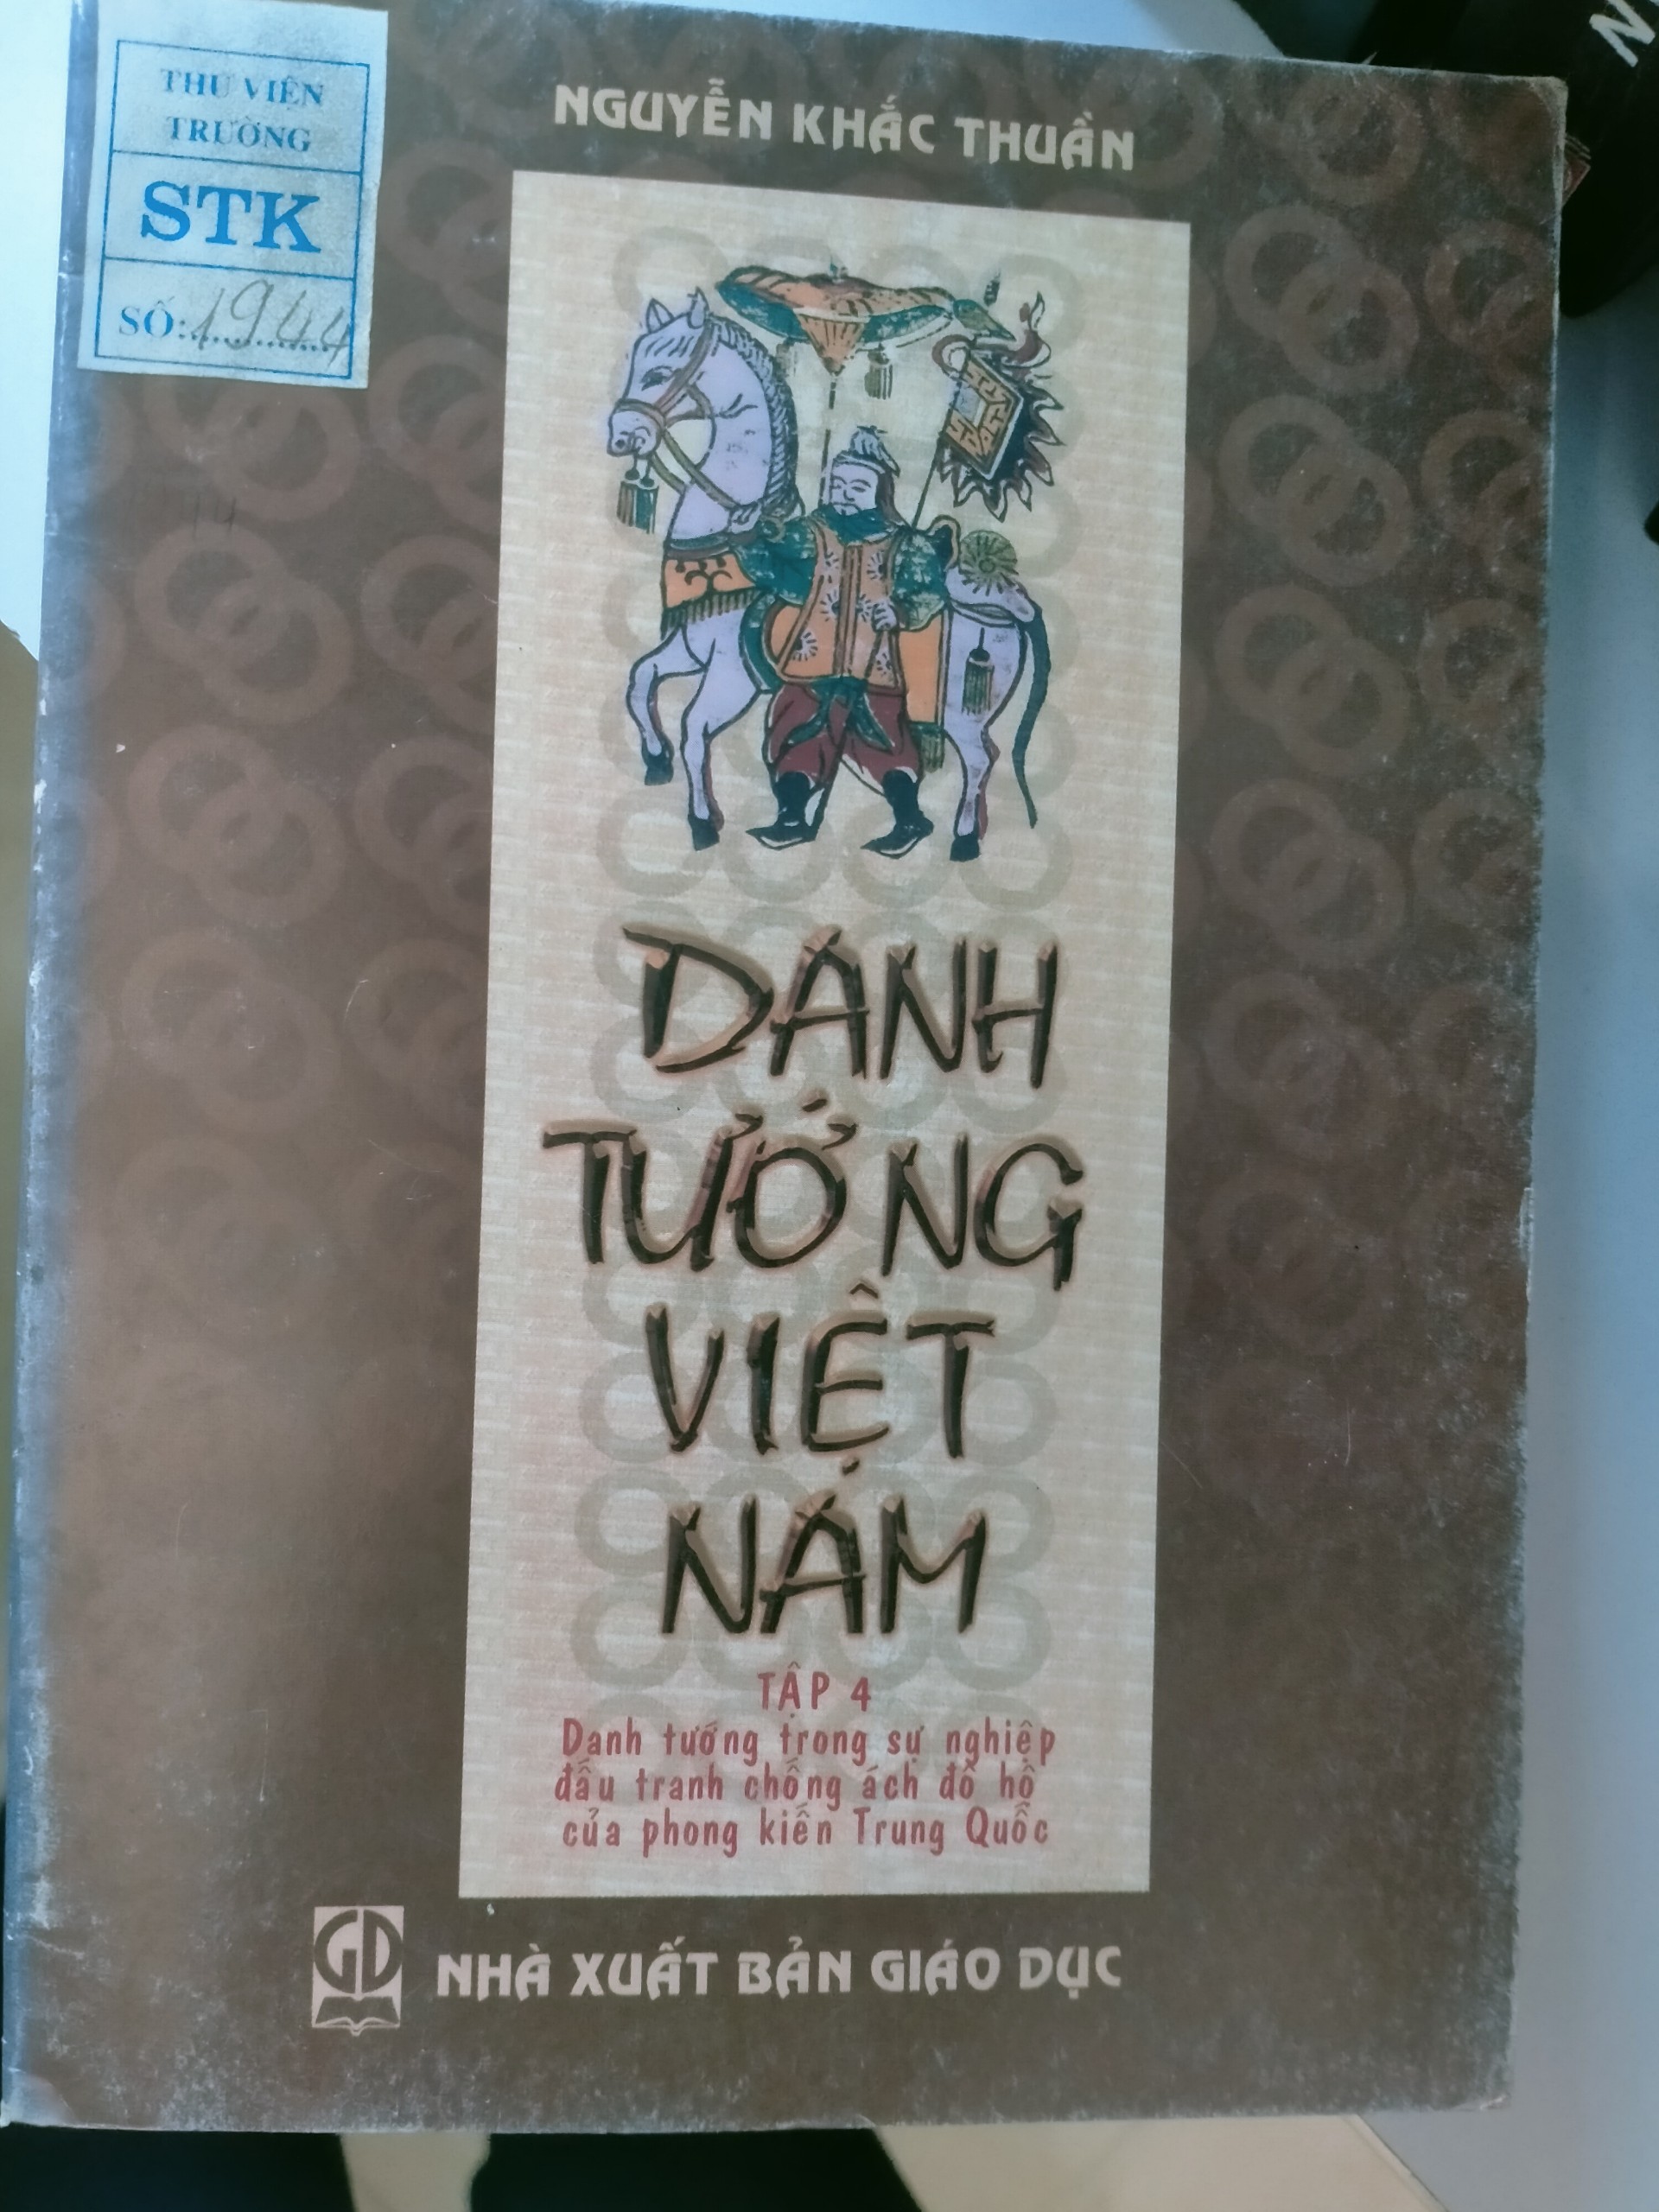 THƯ VIỆN
TRƯỜNG
STK
SỐ: 1944
NGUYỄN KHẮC THUẦN
DANH
TƯỚNG
VIỆT
NAM
TẬP 4
Danh tướng trong sự nghiệp
đấu tranh chống ách đô hộ
của phong kiến Trung Quốc
GD
NHÀ XUẤT BẢN GIÁO DỤC
N